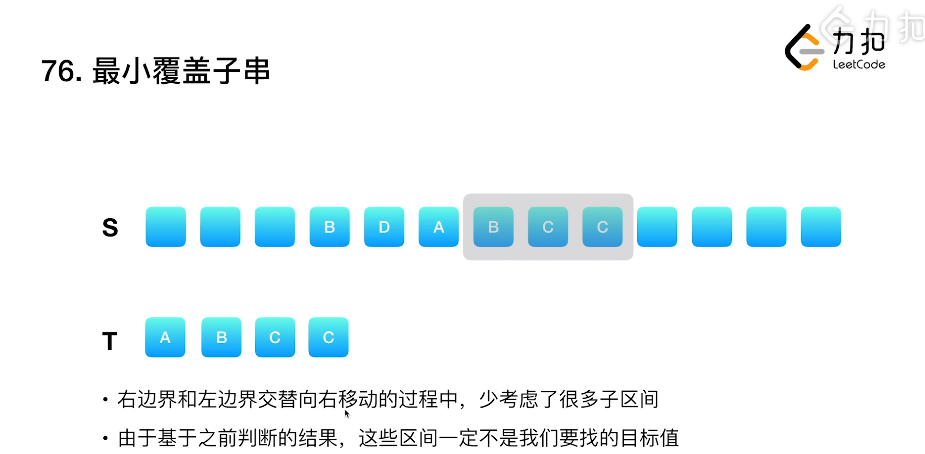 力扣
力扣
LeetCode
76. 最小覆盖子串
S B D A B C C
T A B C C
• 右边界和左边界交替向右移动的过程中，少考虑了很多子区间
• 由于基于之前判断的结果，这些区间一定不是我们要找的目标值